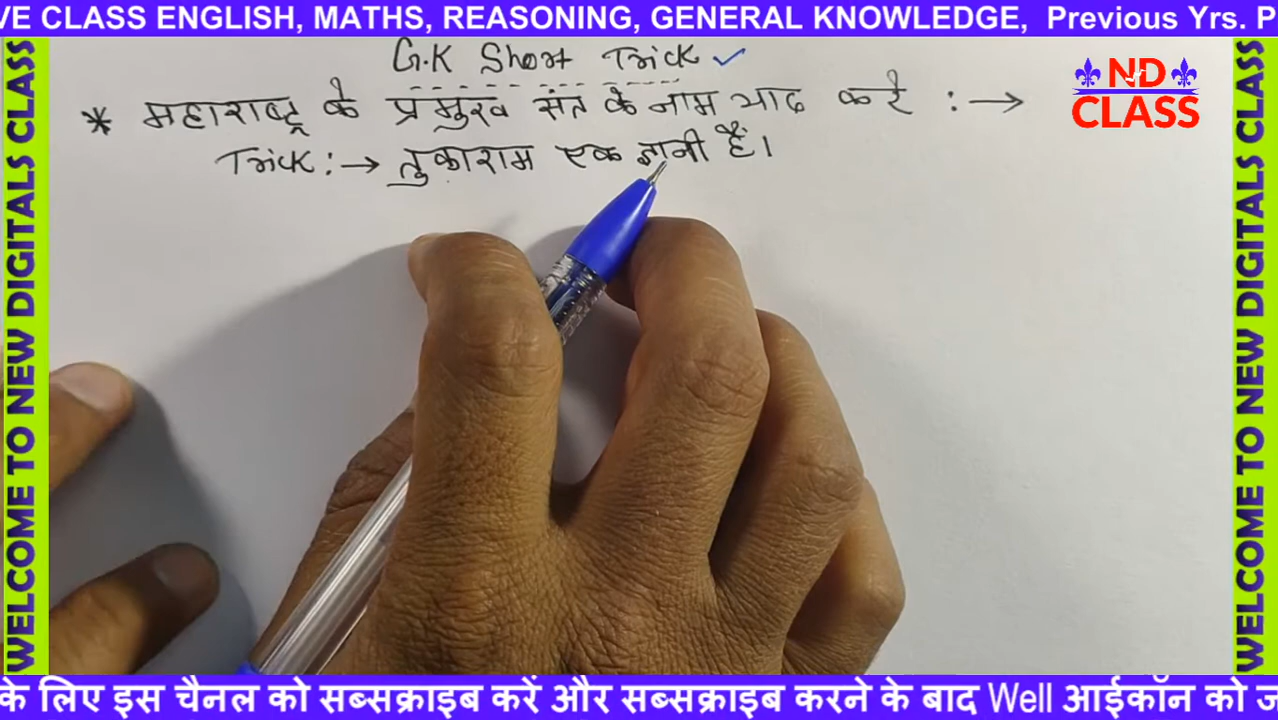 VE CLASS ENGLISH, MATHS, REASONING, GENERAL KNOWLEDGE, Previous Yrs. P
G.K Short Trick ✓
* महाराष्ट्र के प्रमुख संत के नाम याद करे :→
Trick :→ तुकाराम एक ज्ञानी हैं।
ND
CLASS
WELCOME TO NEW DIGITALS CLASS
WELCOME TO NEW DIGITALS CLASS
के लिए इस चैनल को सब्सक्राइब करें और सब्सक्राइब करने के बाद Well आईकॉन को ज